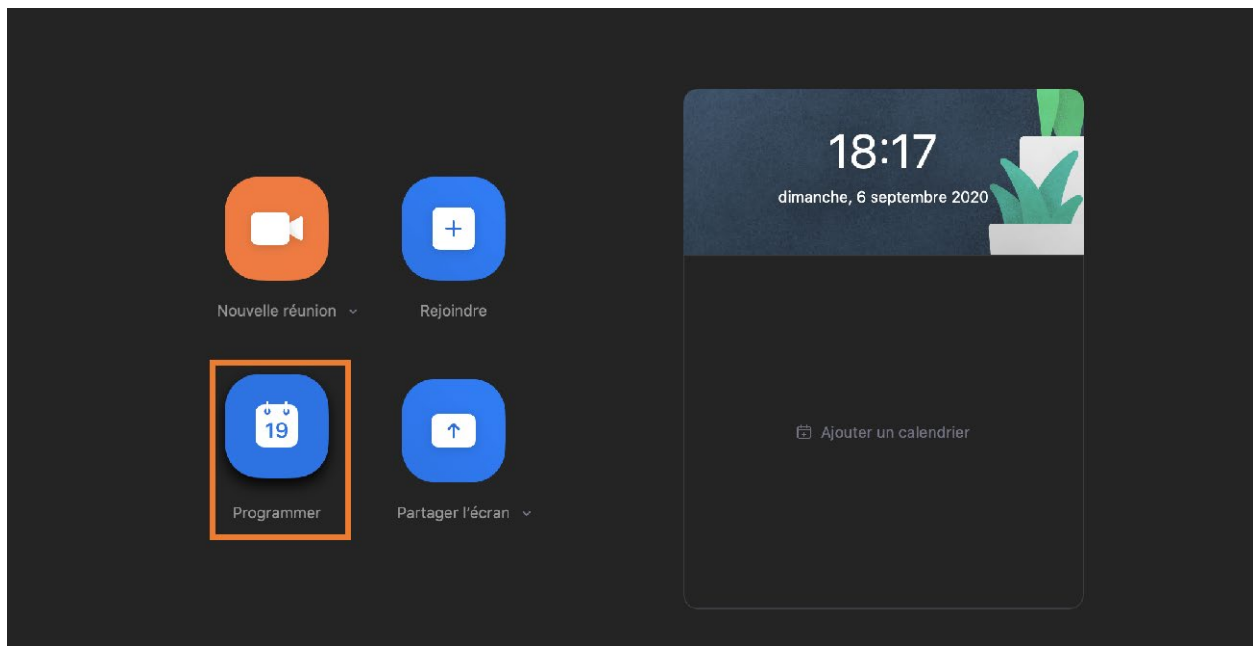 18:17
dimanche, 6 septembre 2020
Nouvelle réunion
Rejoindre
19
Programmer
Partager l'écran
Ajouter un calendrier